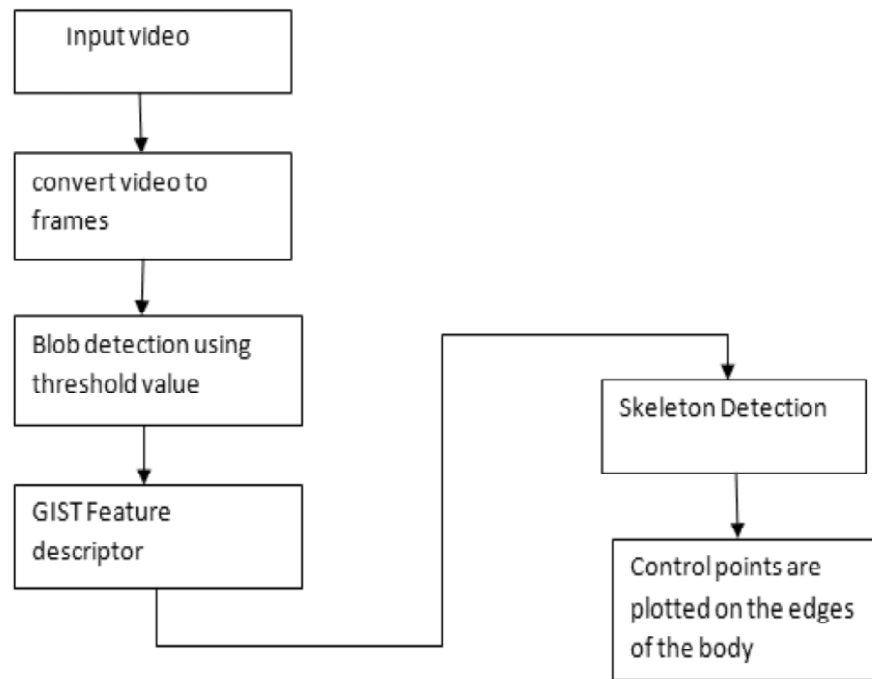 Input video
convert video to
frames
Blob detection using
threshold value
GIST Feature
descriptor
Skeleton Detection
Control points are
plotted on the edges
of the body